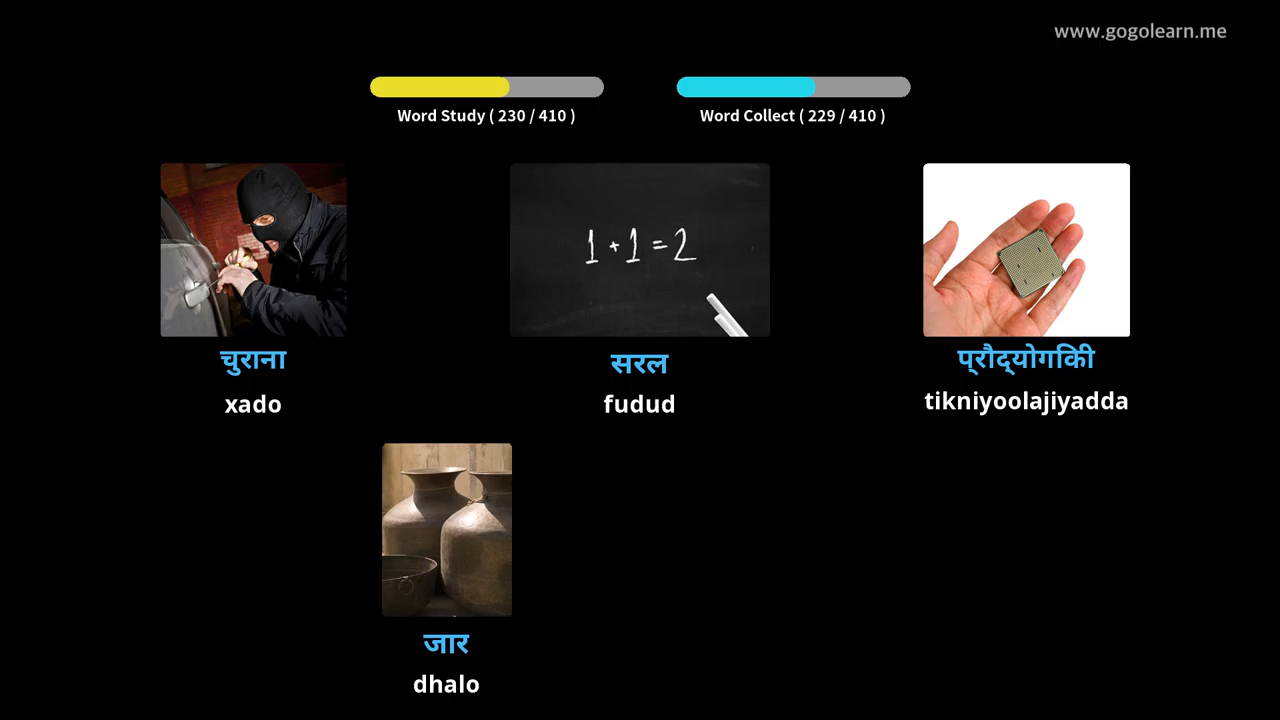 www.gogolearn.me
Word Study ( 230 / 410 )
Word Collect ( 229 / 410 )
1 + 1 = 2
चुराना
सरल
प्रौद्योगिकी
xado
fudud
tikniyoolajiyadda
जार
dhalo